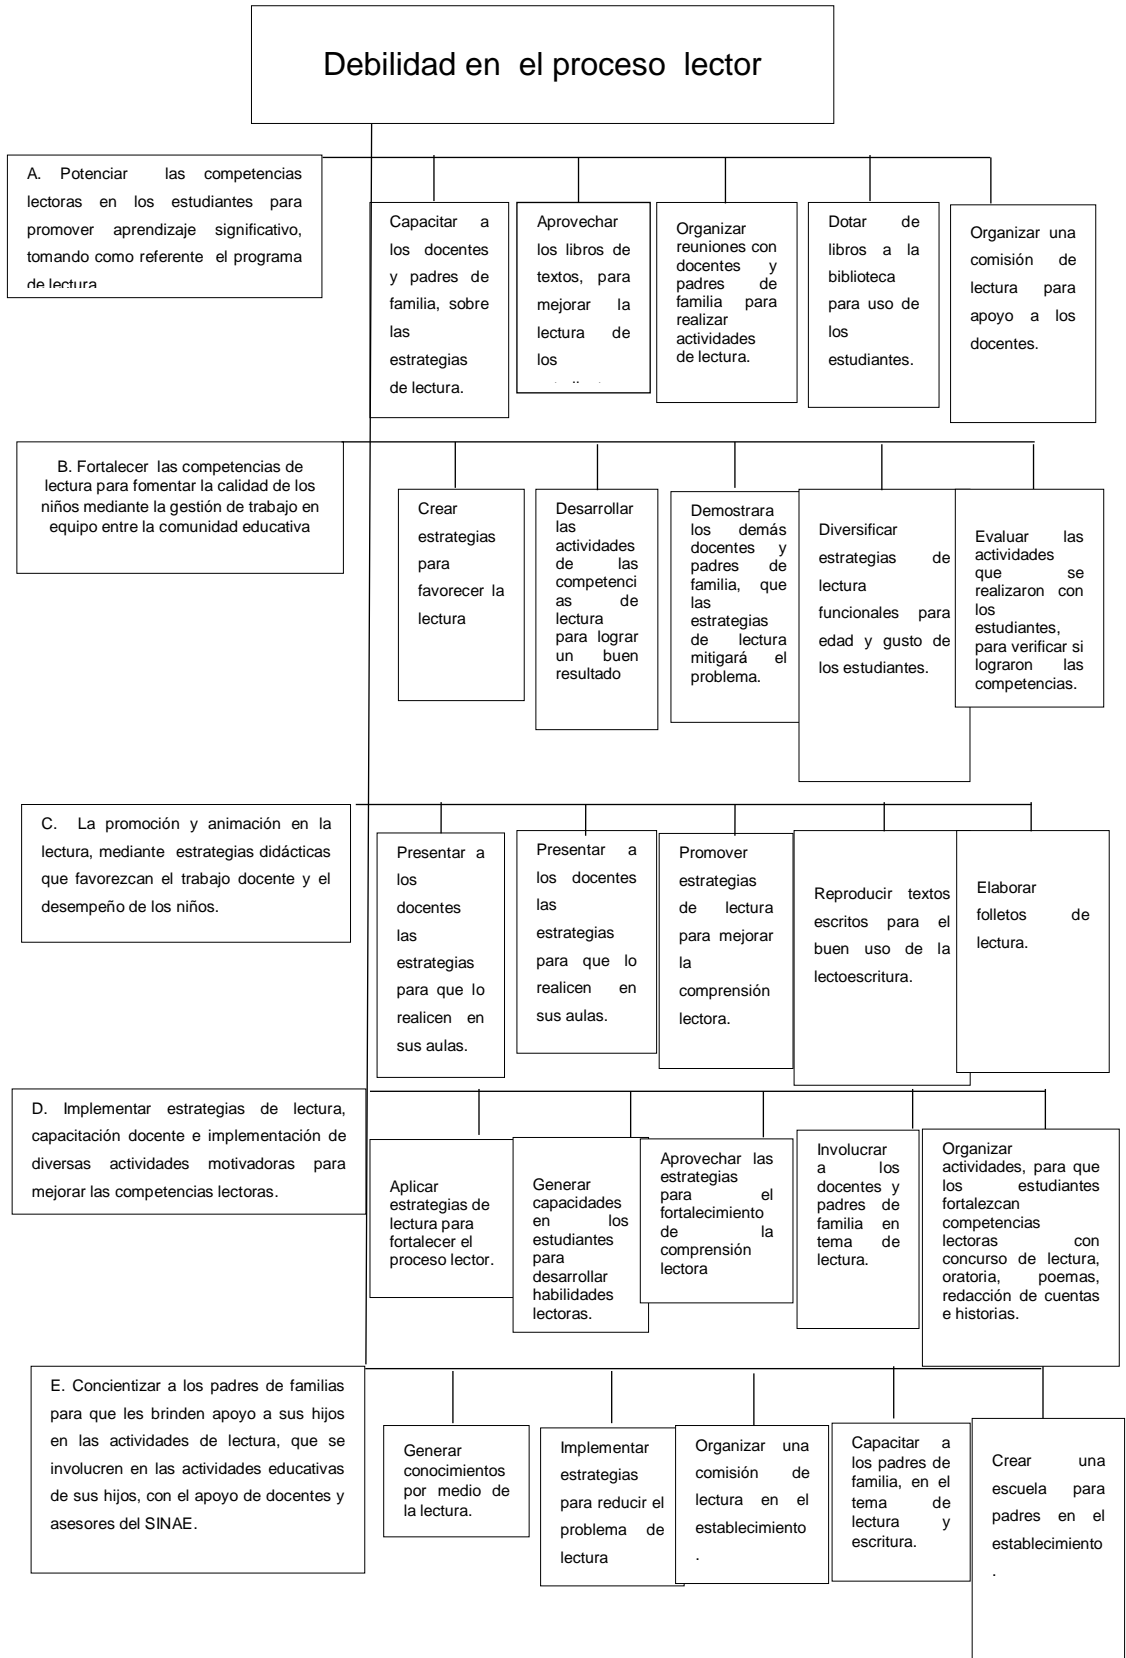 Debilidad en el proceso lector
A. Potenciar las competencias
lectoras en los estudiantes para
promover aprendizaje significativo,
tomando como referente el programa
de lectura
Capacitar a
los docentes
y padres de
familia, sobre
las
estrategias
de lectura.
Aprovechar
los libros de
textos, para
mejorar la
lectura de
los
Organizar
reuniones con
docentes y
padres de
familia para
realizar
actividades
de lectura.
Dotar de
libros a la
biblioteca
para uso de
los
estudiantes.
Organizar una
comisión de
lectura para
apoyo a los
docentes.
B. Fortalecer las competencias de
lectura para fomentar la calidad de los
niños mediante la gestión de trabajo en
equipo entre la comunidad educativa
Crear
estrategias
para
favorecer la
lectura
Desarrollar
las
actividades
de las
competenci
as de
lectura
para lograr
un buen
resultado
Demostrara
los demás
docentes y
padres de
familia, que
las
estrategias
de lectura
mitigará el
problema.
Diversificar
estrategias de
lectura
funcionales para
edad y gusto de
los estudiantes.
Evaluar las
actividades
que se
realizaron con
los
estudiantes,
para verificar si
lograron las
competencias.
C. La promoción y animación en la
lectura, mediante estrategias didácticas
que favorezcan el trabajo docente y el
desempeño de los niños.
Presentar a
los
docentes
las
estrategias
para que lo
realicen en
sus aulas.
Presentar a
los docentes
las
estrategias
para que lo
realicen en
sus aulas.
Promover
estrategias
de lectura
para mejorar
la
comprensión
lectora.
Reproducir textos
escritos para el
buen uso de la
lectoescritura.
Elaborar
folletos de
lectura.
D. Implementar estrategias de lectura,
capacitación docente e implementación de
diversas actividades motivadoras para
mejorar las competencias lectoras.
Aplicar
estrategias de
lectura para
fortalecer el
proceso lector.
Generar
capacidades
en los
estudiantes
para
desarrollar
habilidades
lectoras.
Aprovechar las
estrategias
para el
fortalecimiento
de la
comprensión
lectora
Involucrar
a los
docentes y
padres de
familia en
tema de
lectura.
Organizar
actividades, para que
los estudiantes
fortalezcan
competencias
lectoras con
concurso de lectura,
oratoria, poemas,
redacción de cuentas
e historias.
E. Concientizar a los padres de familias
para que les brinden apoyo a sus hijos
en las actividades de lectura, que se
involucren en las actividades educativas
de sus hijos, con el apoyo de docentes y
asesores del SINAE.
Generar
conocimientos
por medio de
la lectura.
Implementar
estrategias
para reducir el
problema de
lectura
Organizar una
comisión de
lectura en el
establecimiento
.
Capacitar a
los padres de
familia, en el
tema de
lectura y
escritura.
Crear una
escuela para
padres en el
establecimiento
.